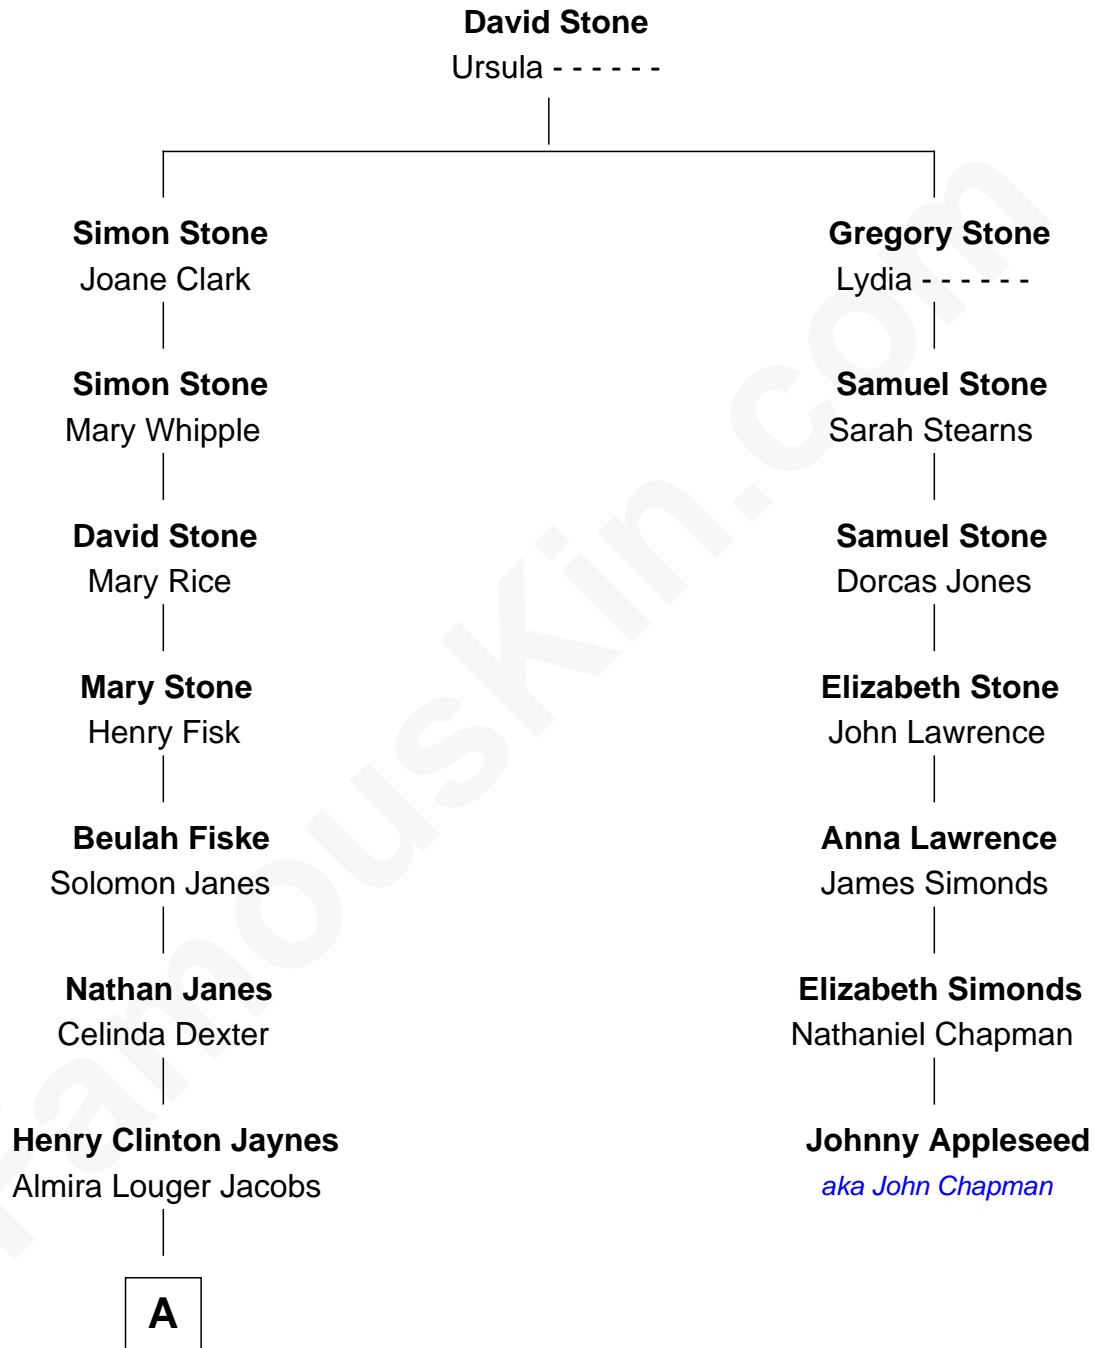 David Stone
Ursula - - - - - -
Simon Stone
Joane Clark
Gregory Stone
Lydia - - - - - -
Simon Stone
Mary Whipple
Samuel Stone
Sarah Stearns
David Stone
Mary Rice
Samuel Stone
Dorcas Jones
Mary Stone
Henry Fisk
Elizabeth Stone
John Lawrence
Beulah Fiske
Solomon Janes
Anna Lawrence
James Simonds
Nathan Janes
Celinda Dexter
Elizabeth Simonds
Nathaniel Chapman
Henry Clinton Jaynes
Almira Louger Jacobs
Johnny Appleseed
aka John Chapman
A
FamousKin.com